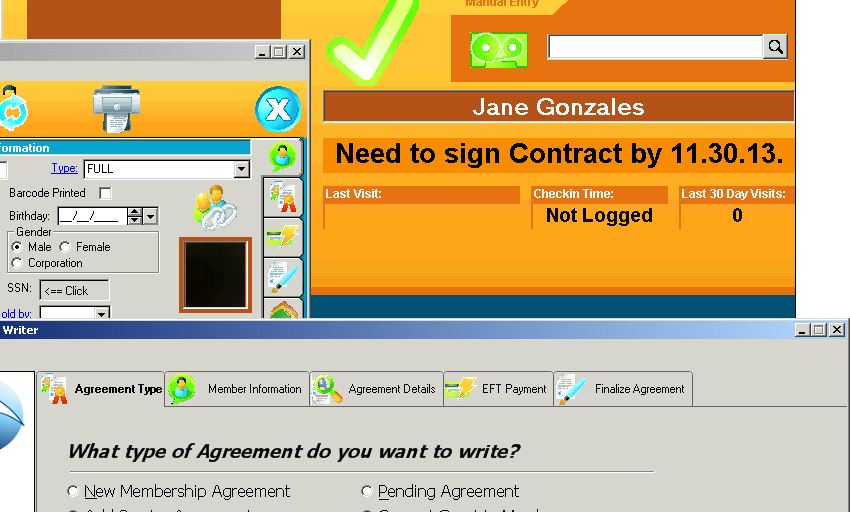 Manual Entry
Jane Gonzales
Need to sign Contract by 11.30.13.
Last Visit:
Checkin Time:
Last 30 Day Visits:
Not Logged
0
Type:
FULL
Barcode Printed
Birthday:
_/_/___
Gender
Male
Female
Corporation
SSN:
<== Click
old by:
Writer
Agreement Type
Member Information
Agreement Details
EFT Payment
Finalize Agreement
What type of Agreement do you want to write?
New Membership Agreement
Pending Agreement